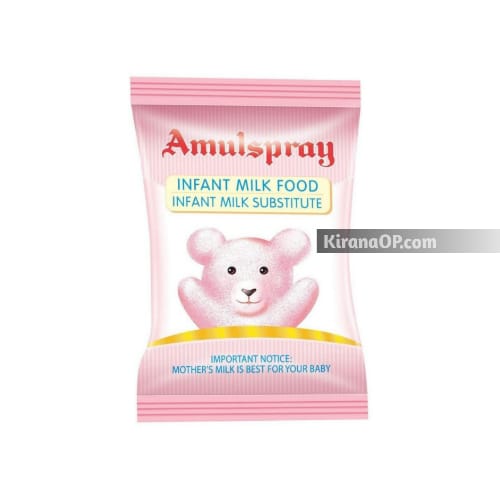 Amulspray
INFANT MILK FOOD
INFANT MILK SUBSTITUTE
KiranaOP.com
IMPORTANT NOTICE:
MOTHER'S MILK IS BEST FOR YOUR BABY